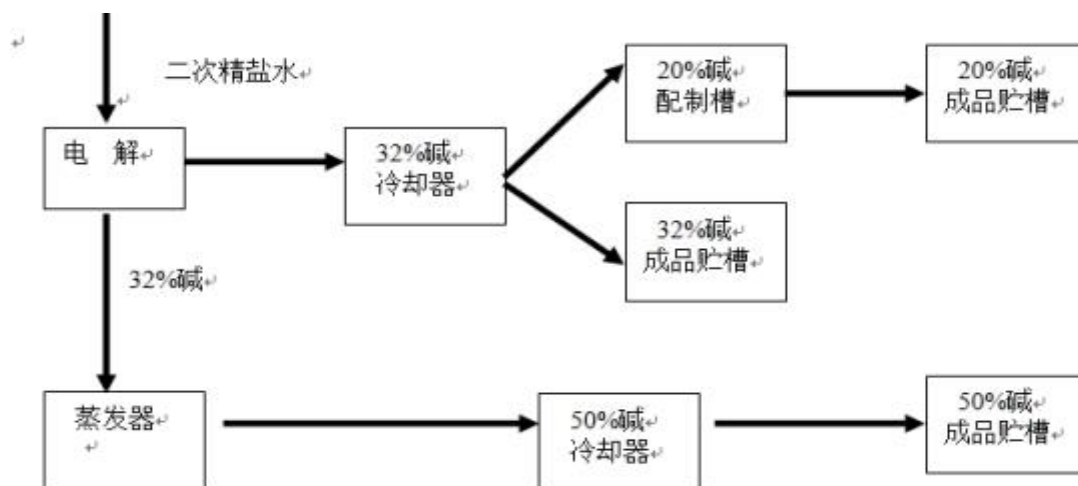 二次精盐水
电 解
32%碱
冷却器
20%碱
配制槽
20%碱
成品贮槽
32%碱
成品贮槽
32%碱
蒸发器
50%碱
冷却器
50%碱
成品贮槽